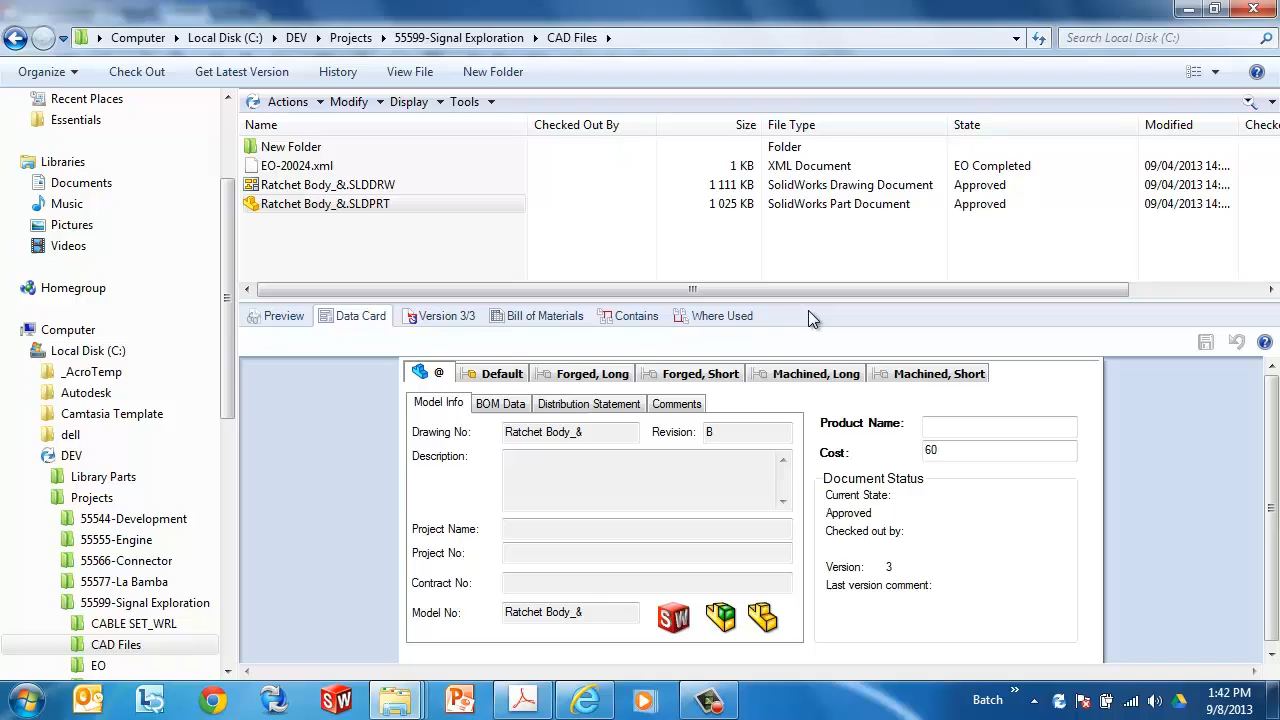 Computer Local Disk (C:) DEV Projects 55599-Signal Exploration CAD Files Search Local Disk (C:)
Organize Check Out Get Latest Version History View File New Folder
Recent Places
Essentials
Libraries
Documents
Music
Pictures
Videos
Homegroup
Computer
Local Disk (C:)
_AcroTemp
Autodesk
Camtasia Template
dell
DEV
Library Parts
Projects
55544-Development
55555-Engine
55566-Connector
55577-La Bamba
55599-Signal Exploration
CABLE SET_WRL
CAD Files
EO
Actions Modify Display Tools
Name Checked Out By Size File Type State Modified Checke
New Folder Folder
EO-20024.xml 1 KB XML Document EO Completed 09/04/2013 14:...
Ratchet Body_&.SLDDRW 1 111 KB SolidWorks Drawing Document Approved 09/04/2013 14:...
Ratchet Body_&.SLDPRT 1 025 KB SolidWorks Part Document Approved 09/04/2013 14:...
Preview Data Card Version 3/3 Bill of Materials Contains Where Used
@ Default Forged, Long Forged, Short Machined, Long Machined, Short
Model Info BOM Data Distribution Statement Comments
Drawing No: Ratchet Body_& Revision: B
Description:
Project Name:
Project No:
Contract No:
Model No: Ratchet Body_& SW
Product Name:
Cost: 60
Document Status
Current State:
Approved
Checked out by:
Version: 3
Last version comment:
SW Batch » 1:42 PM
9/8/2013